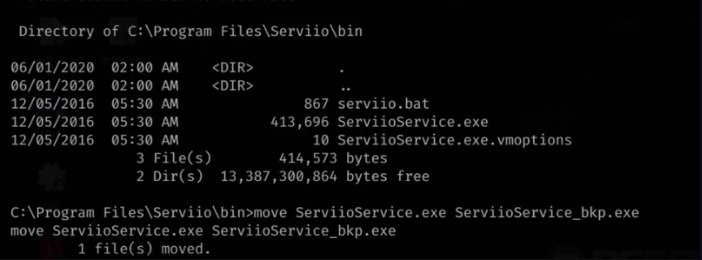 Directory of C:\Program Files\Serviio\bin
06/01/2020 02:00 AM <DIR> .
06/01/2020 02:00 AM <DIR> ..
12/05/2016 05:30 AM 867 serviio.bat
12/05/2016 05:30 AM 413,696 ServiioService.exe
12/05/2016 05:30 AM 10 ServiioService.exe.vmoptions
3 File(s) 414,573 bytes
2 Dir(s) 13,387,300,864 bytes free
C:\Program Files\Serviio\bin>move ServiioService.exe ServiioService_bkp.exe
move ServiioService.exe ServiioService_bkp.exe
1 file(s) moved.